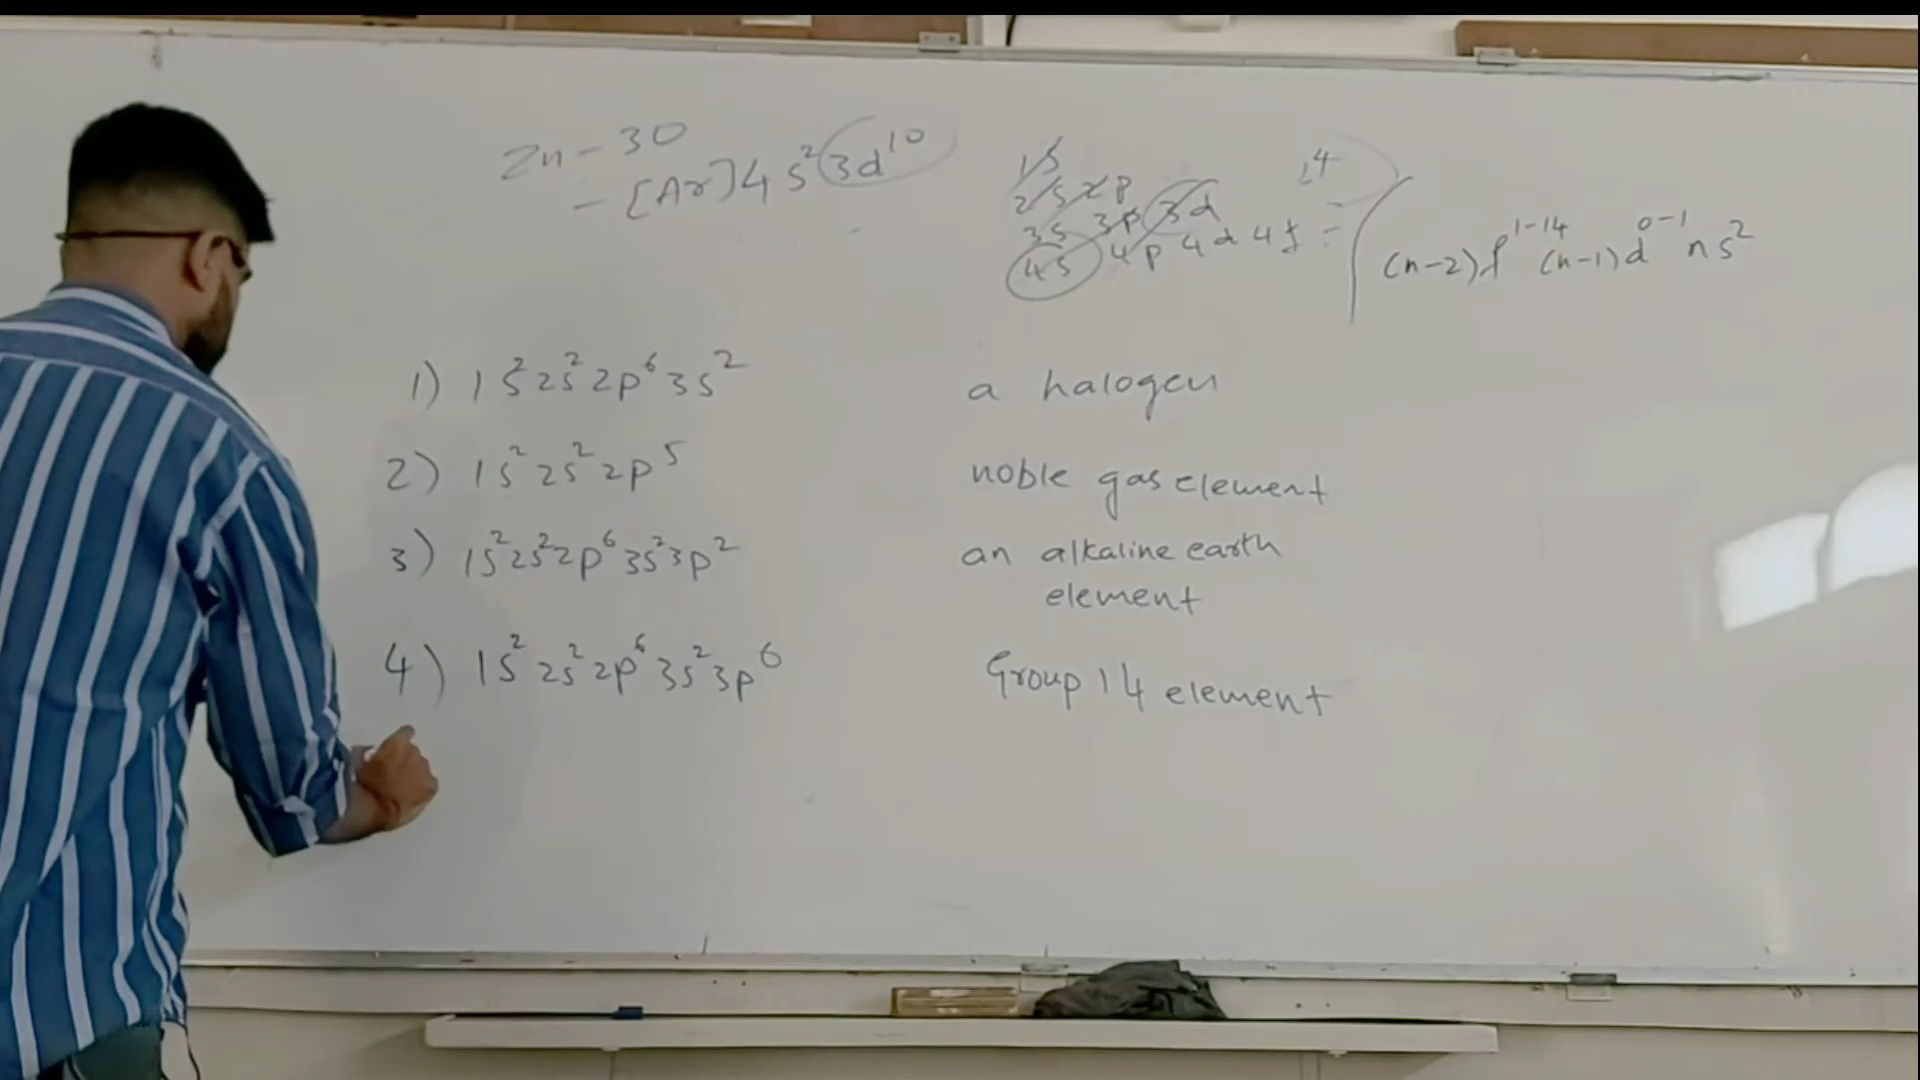 Zn - 30
- [Ar] 4s² 3d¹⁰
1s
2s 2p
3s 3p 3d
4s 4p 4d 4f
14
(n-2)f¹⁻¹⁴ (n-1)d⁰⁻¹ ns²
1) 1s² 2s² 2p⁶ 3s²
a halogen
2) 1s² 2s² 2p⁵
noble gas element
3) 1s² 2s² 2p⁶ 3s² 3p²
an alkaline earth
element
4) 1s² 2s² 2p⁶ 3s² 3p⁶
Group 14 element